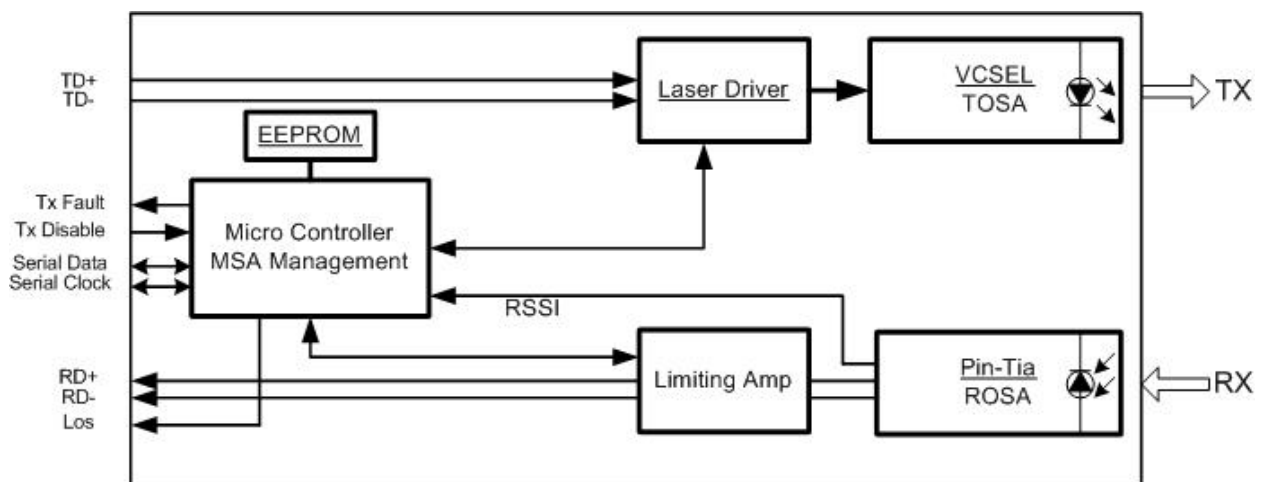 TD+
TD-
Laser Driver
VCSEL
TOSA
TX
EEPROM
Tx Fault
Tx Disable
Serial Data
Serial Clock
Micro Controller
MSA Management
RSSI
RD+
RD-
Los
Limiting Amp
Pin-Tia
ROSA
RX